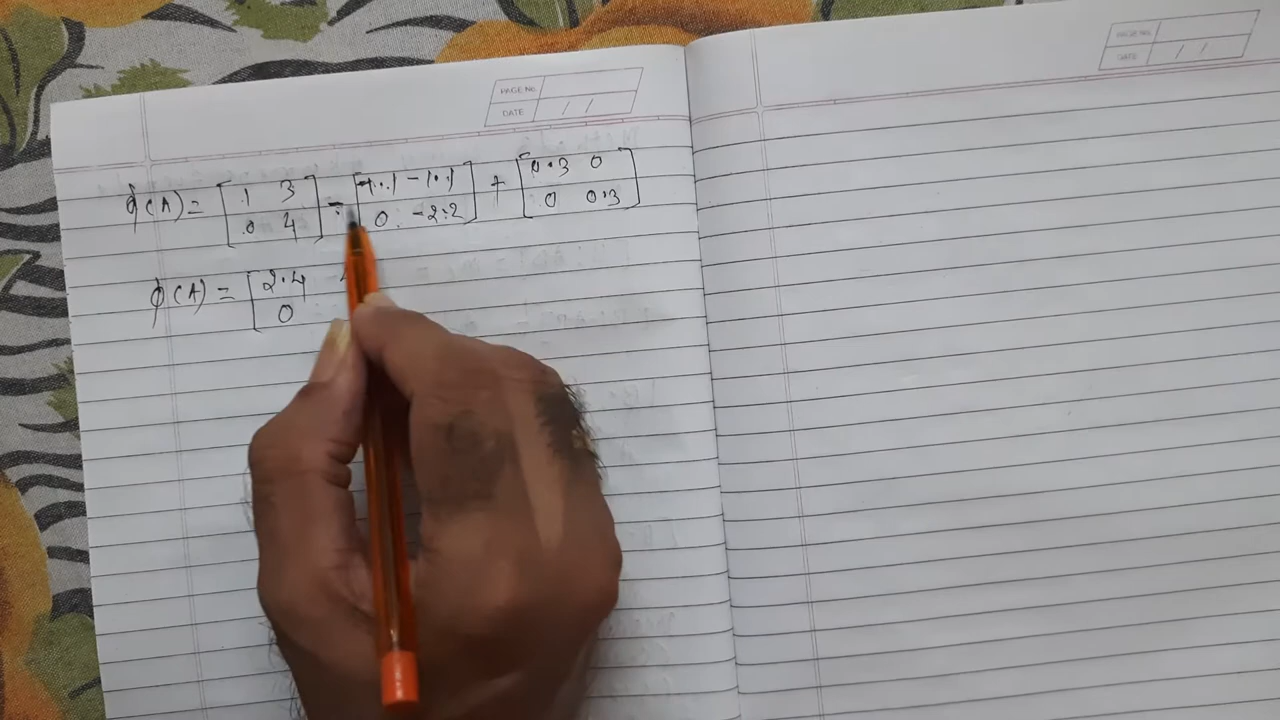 PAGE NO.
DATE / /
PAGE NO.
DATE / /
φ(A) = [1 3] - [-1.1 -1.1] + [0.3 0]
[0 4] [0 -2.2] [0 0.3]
φ(A) = [2.4
0